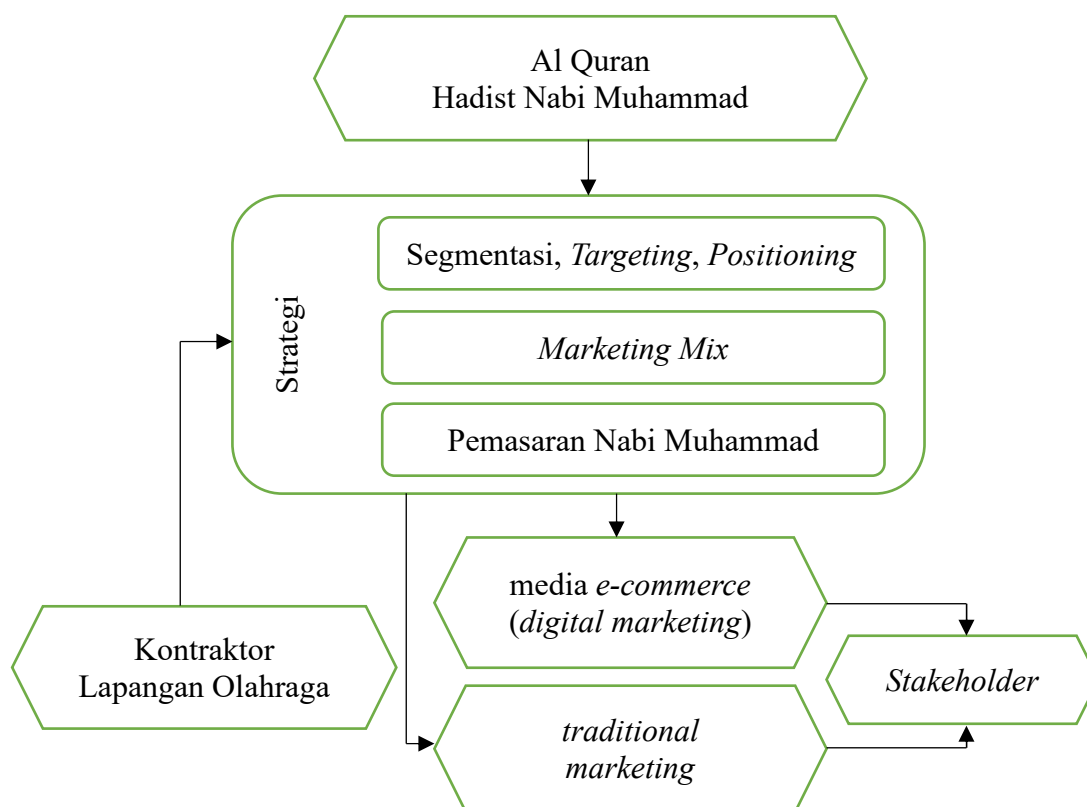 Al Quran
Hadist Nabi Muhammad
Strategi
Segmentasi, Targeting, Positioning
Marketing Mix
Pemasaran Nabi Muhammad
media e-commerce
(digital marketing)
Kontraktor
Lapangan Olahraga
Stakeholder
traditional
marketing